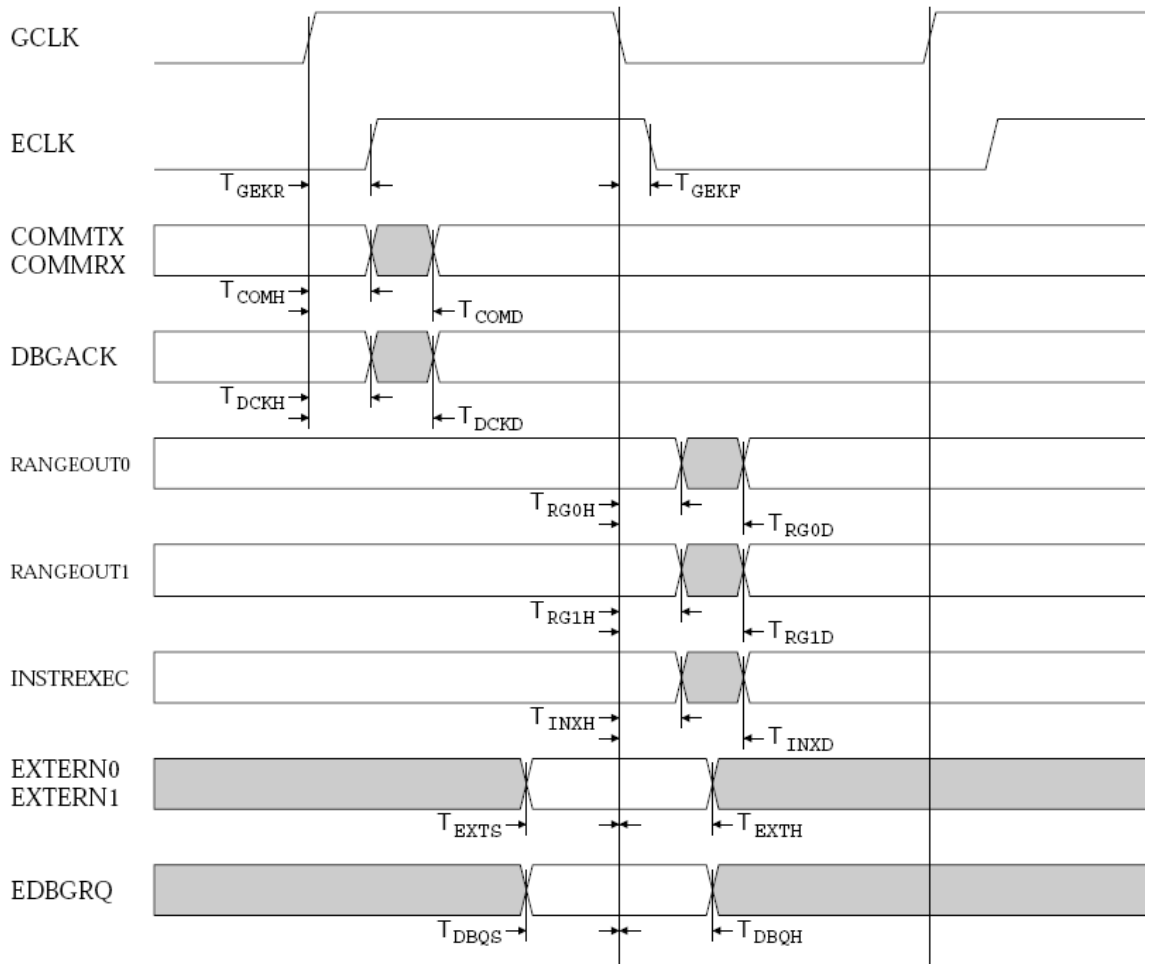 GCLK
ECLK
TGEKR
TGEKF
COMMTX
COMMRX
TCOMH
TCOMD
DBGACK
TDCKH
TDCKD
RANGEOUT0
TRG0H
TRG0D
RANGEOUT1
TRG1H
TRG1D
INSTREXEC
TINXH
TINXD
EXTERN0
EXTERN1
TEXTS
TEXTH
EDBGRQ
TDBQS
TDBQH